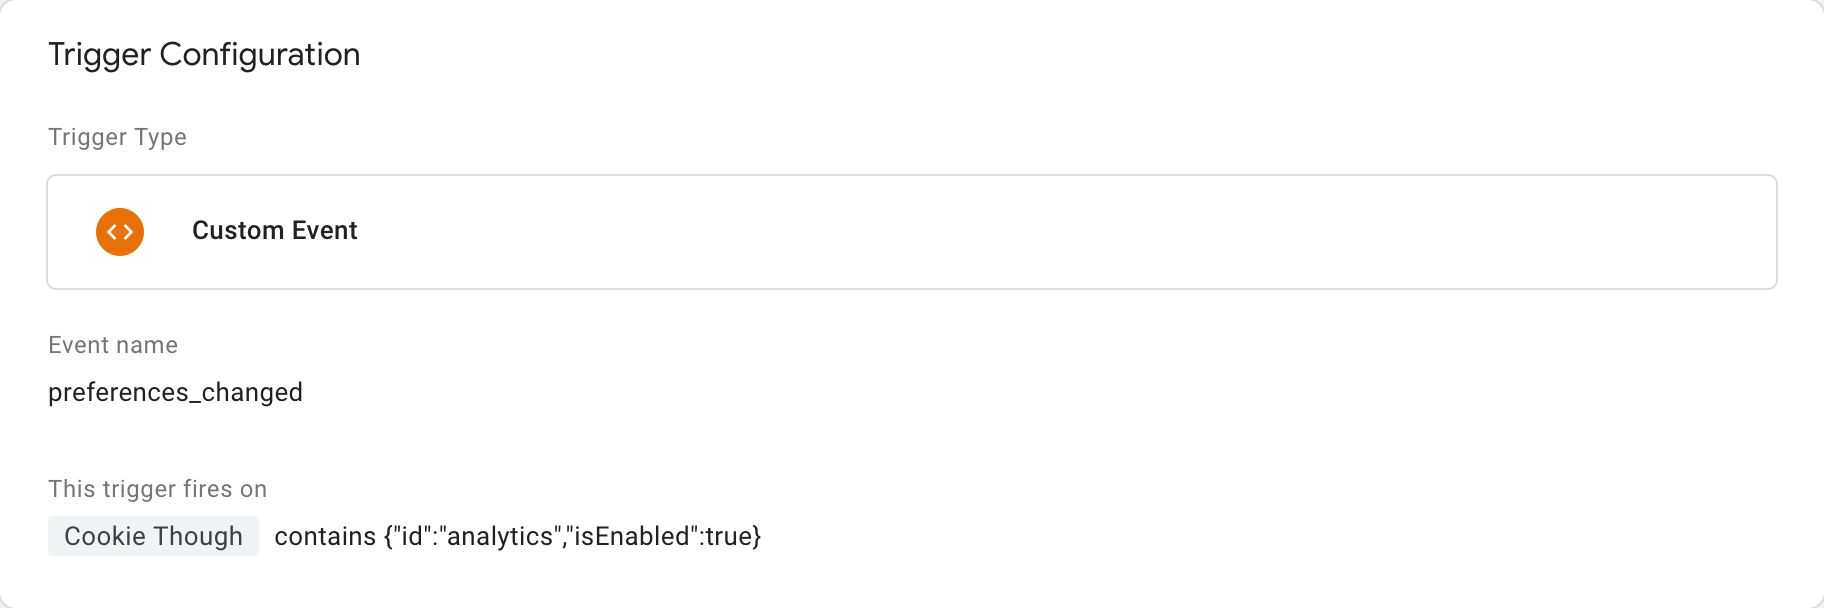 Trigger Configuration
Trigger Type
Custom Event
Event name
preferences_changed
This trigger fires on
Cookie Though contains {"id":"analytics","isEnabled":true}